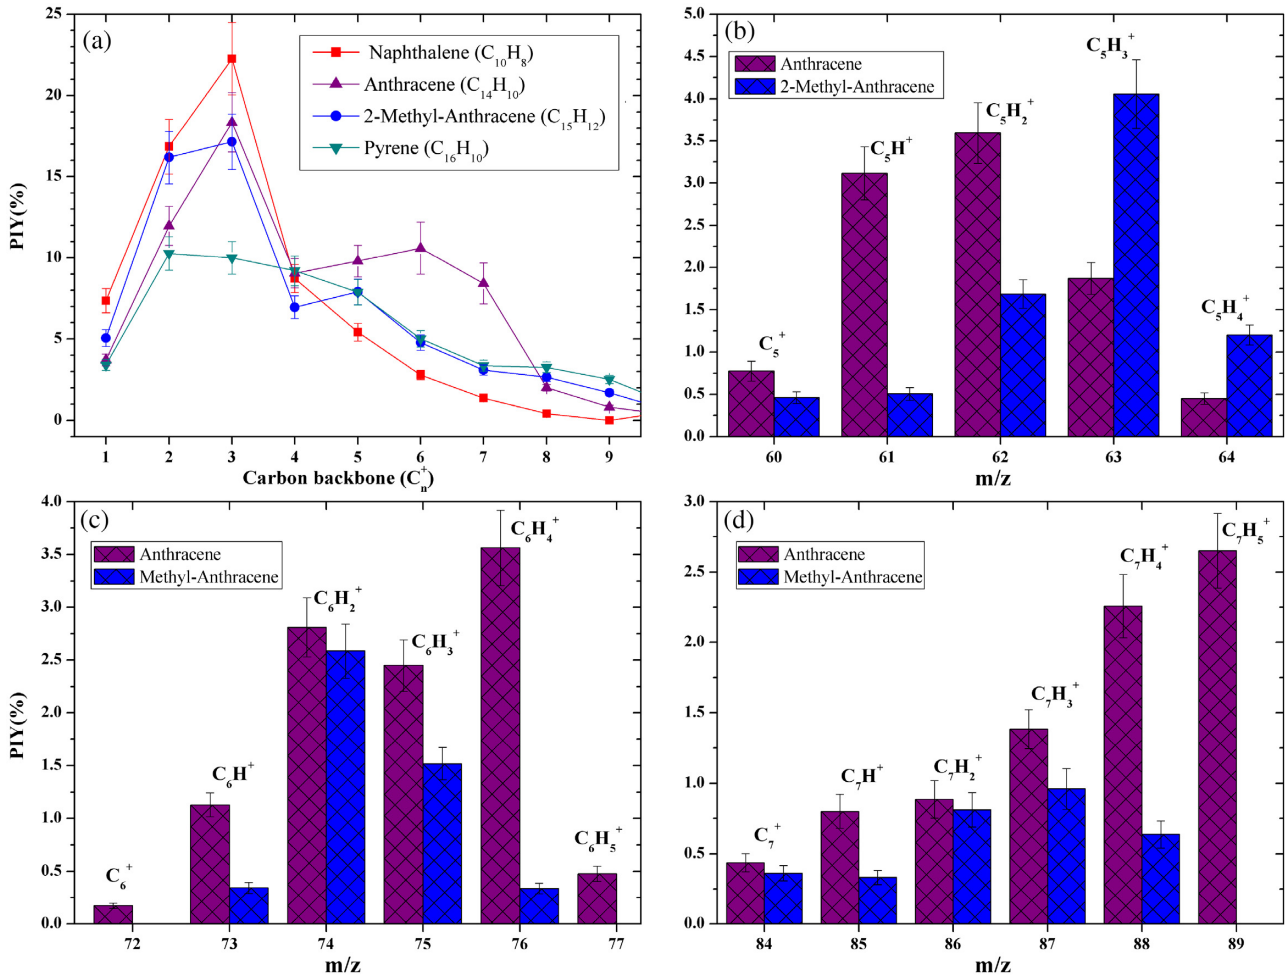 (a)
Naphthalene (C10H8)
Anthracene (C14H10)
2-Methyl-Anthracene (C15H12)
Pyrene (C16H10)
PIY(%)
25
20
15
10
5
0
1 2 3 4 5 6 7 8 9
Carbon backbone (Cn+)
(b)
Anthracene
2-Methyl-Anthracene
C5+
C5H+
C5H2+
C5H3+
C5H4+
5.0
4.5
4.0
3.5
3.0
2.5
2.0
1.5
1.0
0.5
0.0
60 61 62 63 64
m/z
(c)
Anthracene
Methyl-Anthracene
C6+
C6H+
C6H2+
C6H3+
C6H4+
C6H5+
PIY(%)
4.0
3.5
3.0
2.5
2.0
1.5
1.0
0.5
0.0
72 73 74 75 76 77
m/z
(d)
Anthracene
Methyl-Anthracene
C7+
C7H+
C7H2+
C7H3+
C7H4+
C7H5+
3.0
2.5
2.0
1.5
1.0
0.5
0.0
84 85 86 87 88 89
m/z